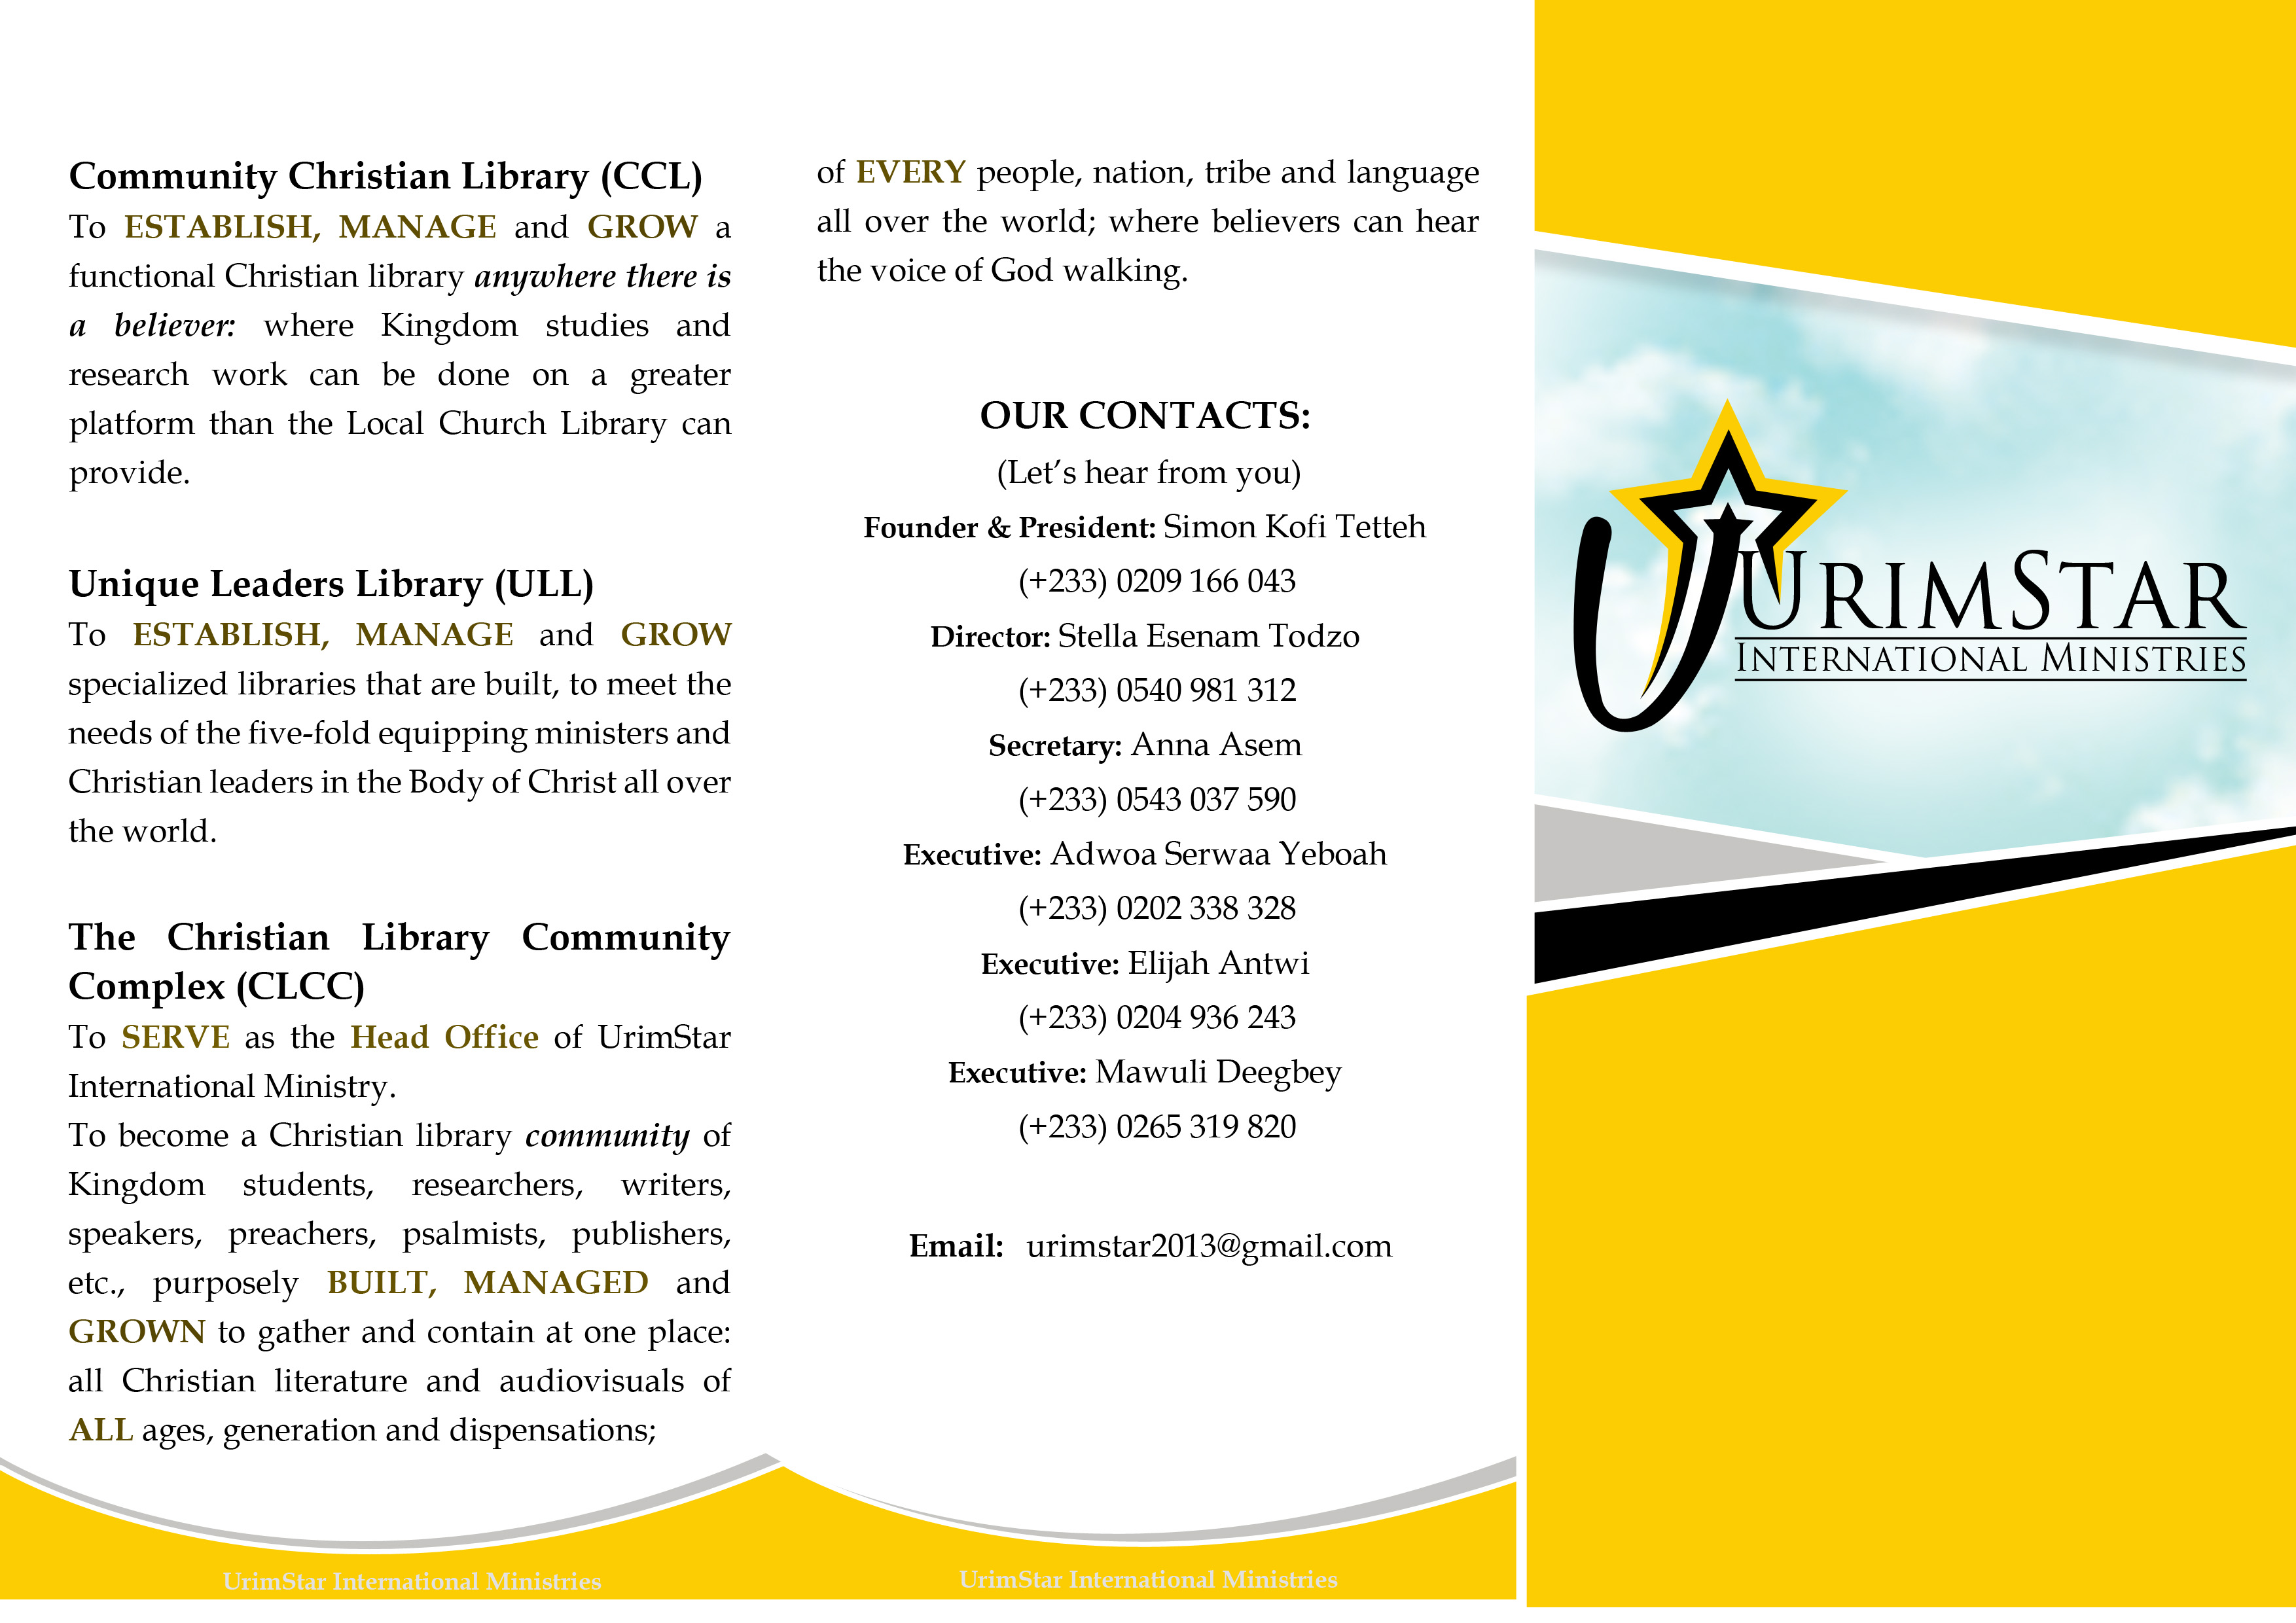 Community Christian Library (CCL)
To ESTABLISH, MANAGE and GROW a
functional Christian library anywhere there is
a believer: where Kingdom studies and
research work can be done on a greater
platform than the Local Church Library can
provide.
Unique Leaders Library (ULL)
To ESTABLISH, MANAGE and GROW
specialized libraries that are built, to meet the
needs of the five-fold equipping ministers and
Christian leaders in the Body of Christ all over
the world.
The Christian Library Community
Complex (CLCC)
To SERVE as the Head Office of UrimStar
International Ministry.
To become a Christian library community of
Kingdom students, researchers, writers,
speakers, preachers, psalmists, publishers,
etc., purposely BUILT, MANAGED and
GROWN to gather and contain at one place:
all Christian literature and audiovisuals of
ALL ages, generation and dispensations;
UrimStar International Ministries
of EVERY people, nation, tribe and language
all over the world; where believers can hear
the voice of God walking.
OUR CONTACTS:
(Let’s hear from you)
Founder & President: Simon Kofi Tetteh
(+233) 0209 166 043
Director: Stella Esenam Todzo
(+233) 0540 981 312
Secretary: Anna Asem
(+233) 0543 037 590
Executive: Adwoa Serwaa Yeboah
(+233) 0202 338 328
Executive: Elijah Antwi
(+233) 0204 936 243
Executive: Mawuli Deegbey
(+233) 0265 319 820
Email: urimstar2013@gmail.com
UrimStar International Ministries
URIMSTAR
INTERNATIONAL MINISTRIES